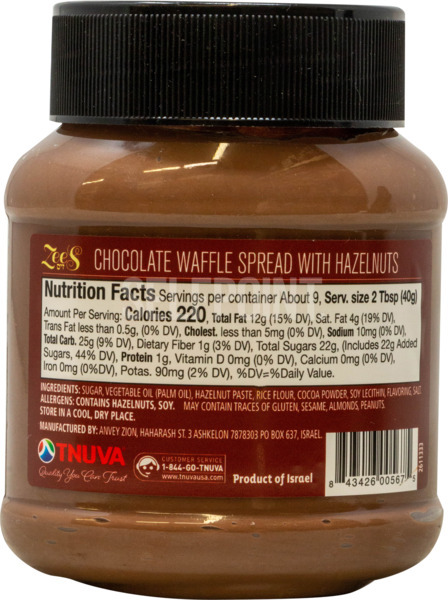 Zee's
CHOCOLATE WAFFLE SPREAD WITH HAZELNUTS
Nutrition Facts Servings per container About 9, Serv. size 2 Tbsp (40g)
Amount Per Serving: Calories 220, Total Fat 12g (15% DV), Sat. Fat 4g (19% DV),
Trans Fat less than 0.5g, (0% DV), Cholest. less than 5mg (0% DV), Sodium 10mg (0% DV),
Total Carb. 25g (9% DV), Dietary Fiber 1g (3% DV), Total Sugars 22g, (Includes 22g Added
Sugars, 44% DV), Protein 1g, Vitamin D 0mg (0% DV), Calcium 0mg (0% DV),
Iron 0mg (0%DV), Potas. 90mg (2% DV), %DV=%Daily Value.
INGREDIENTS: SUGAR, VEGETABLE OIL (PALM OIL), HAZELNUT PASTE, RICE FLOUR, COCOA POWDER, SOY LECITHIN, FLAVORING, SALT.
ALLERGENS: CONTAINS HAZELNUTS, SOY. MAY CONTAIN TRACES OF GLUTEN, SESAME, ALMONDS, PEANUTS.
STORE IN A COOL, DRY PLACE.
MANUFACTURED BY: ANVEY ZION, HAHARASH ST. 3 ASHKELON 7878303 PO BOX 637, ISRAEL.
TNUVA
Quality You Can Trust
CUSTOMER SERVICE
1-844-GO-TNUVA
www.tnuvausa.com
Product of Israel
8 43426 00567 6
2611333